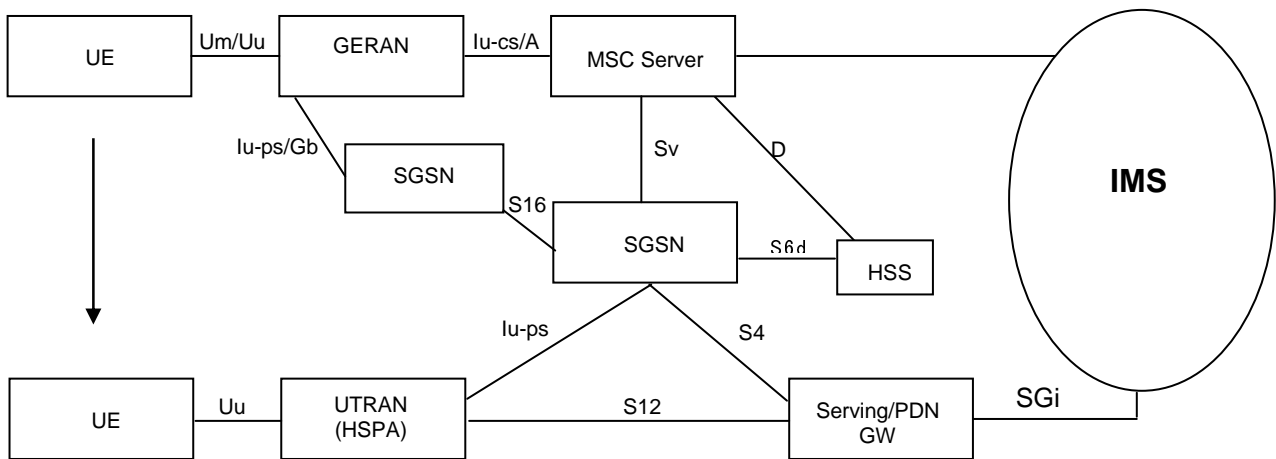 UE
Um/Uu
GERAN
Iu-cs/A
MSC Server
Iu-ps/Gb
SGSN
S16
Sv
D
IMS
SGSN
S6d
HSS
Iu-ps
S4
UE
Uu
UTRAN
(HSPA)
S12
Serving/PDN
GW
SGi